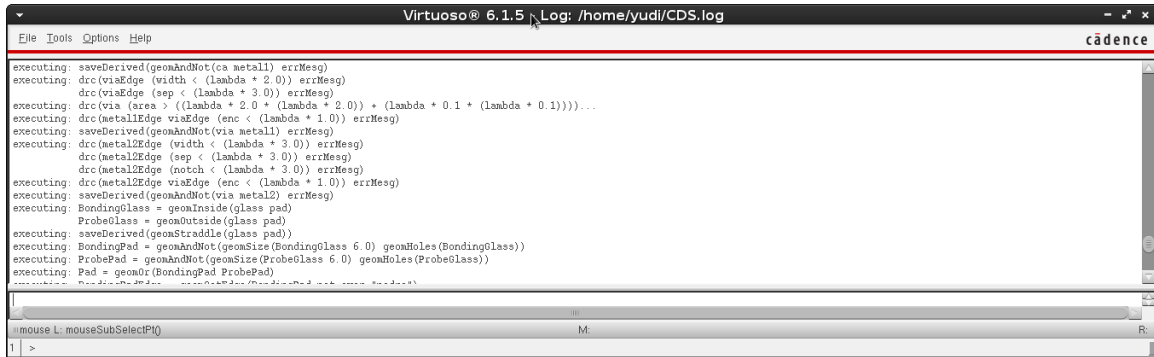 Virtuoso® 6.1.5 - Log: /home/yudi/CDS.log
File Tools Options Help
cādence
executing: saveDerived(geomAndNot(ca metal1) errMesg)
executing: drc(viaEdge (width < (lambda * 2.0)) errMesg)
drc(viaEdge (sep < (lambda * 3.0)) errMesg)
executing: drc(via (area > ((lambda * 2.0 * (lambda * 2.0)) + (lambda * 0.1 * (lambda * 0.1))))...
executing: drc(metal1Edge viaEdge (enc < (lambda * 1.0)) errMesg)
executing: saveDerived(geomAndNot(via metal1) errMesg)
executing: drc(metal2Edge (width < (lambda * 3.0)) errMesg)
drc(metal2Edge (sep < (lambda * 3.0)) errMesg)
drc(metal2Edge (notch < (lambda * 3.0)) errMesg)
executing: drc(metal2Edge viaEdge (enc < (lambda * 1.0)) errMesg)
executing: saveDerived(geomAndNot(via metal2) errMesg)
executing: BondingGlass = geomInside(glass pad)
ProbeGlass = geomOutside(glass pad)
executing: saveDerived(geomStraddle(glass pad))
executing: BondingPad = geomAndNot(geomSize(BondingGlass 6.0) geomHoles(BondingGlass))
executing: ProbePad = geomAndNot(geomSize(ProbeGlass 6.0) geomHoles(ProbeGlass))
executing: Pad = geomOr(BondingPad ProbePad)
mouse L: mouseSubSelectPt() M: R:
1 >